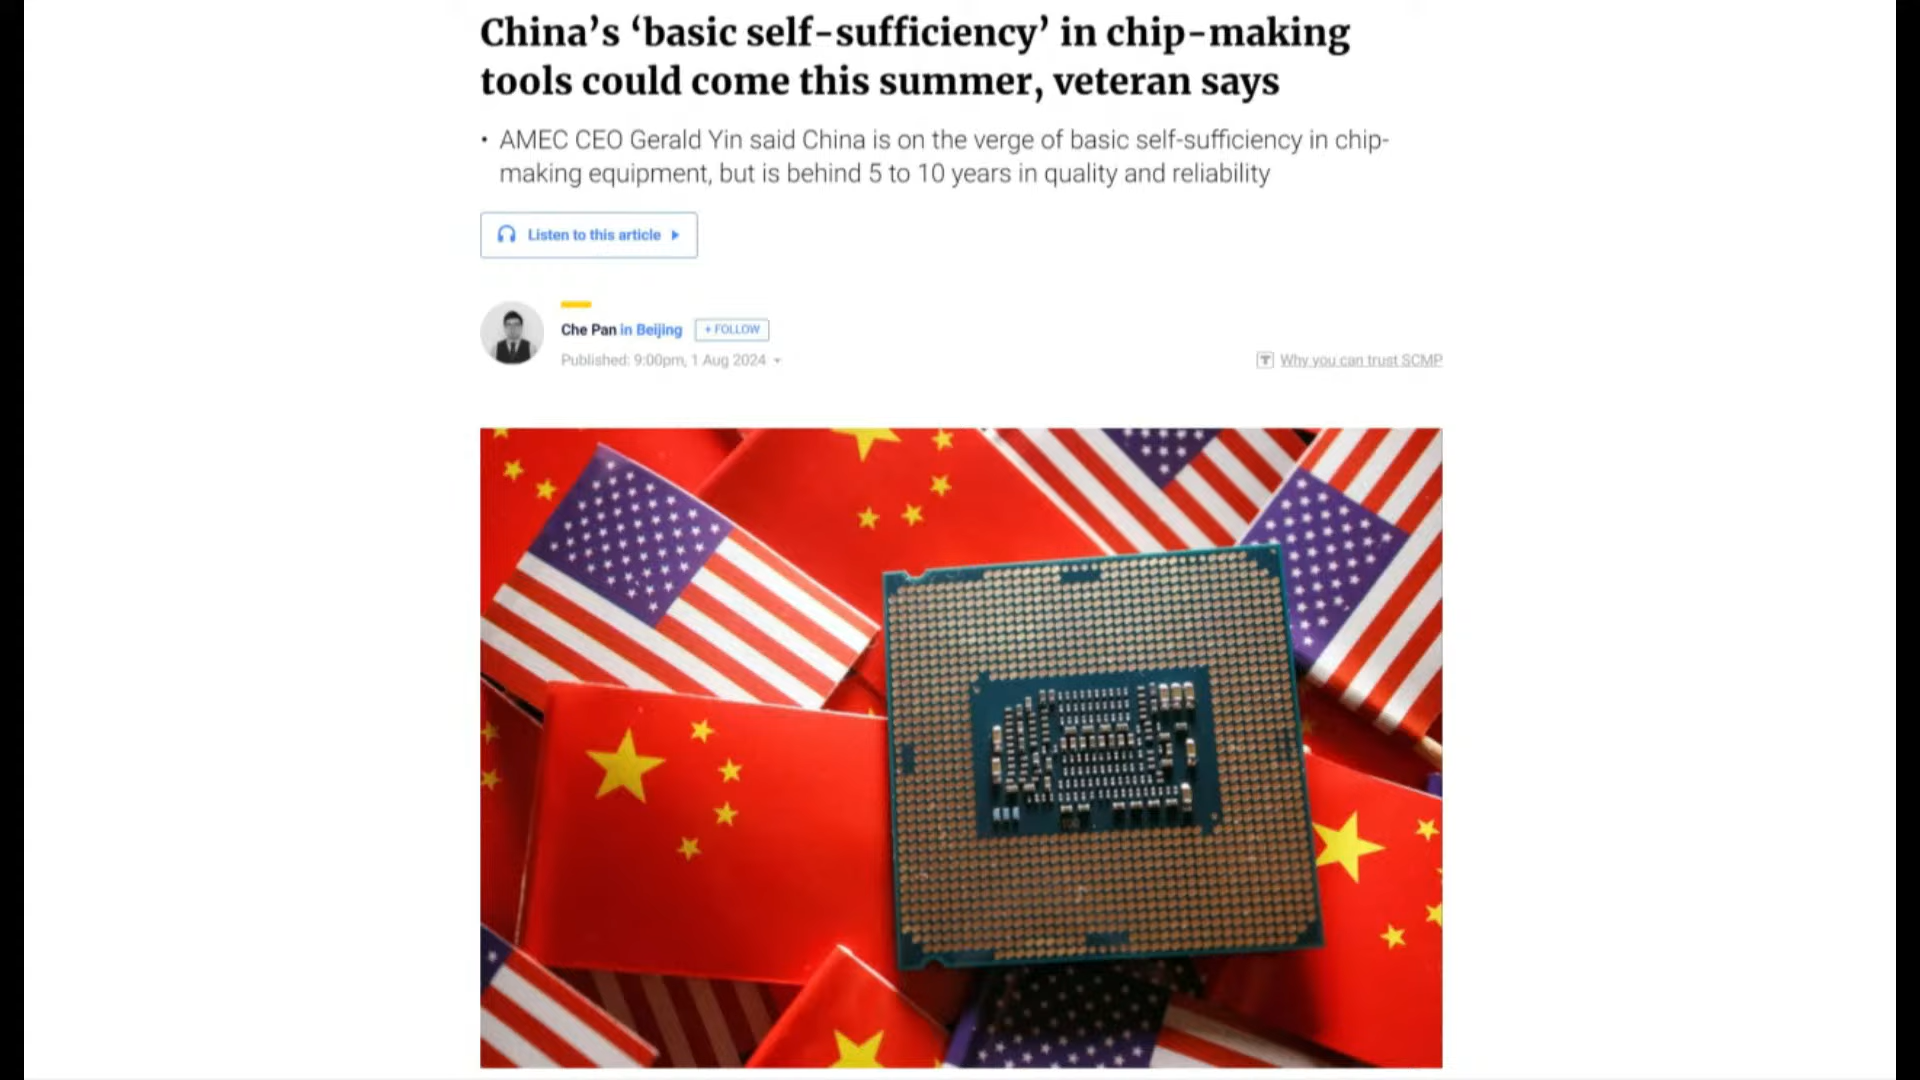 China’s ‘basic self-sufficiency’ in chip-making
tools could come this summer, veteran says
• AMEC CEO Gerald Yin said China is on the verge of basic self-sufficiency in chip-
making equipment, but is behind 5 to 10 years in quality and reliability
Listen to this article
Che Pan in Beijing
+ FOLLOW
Published: 9:00pm, 1 Aug 2024
Why you can trust SCMP